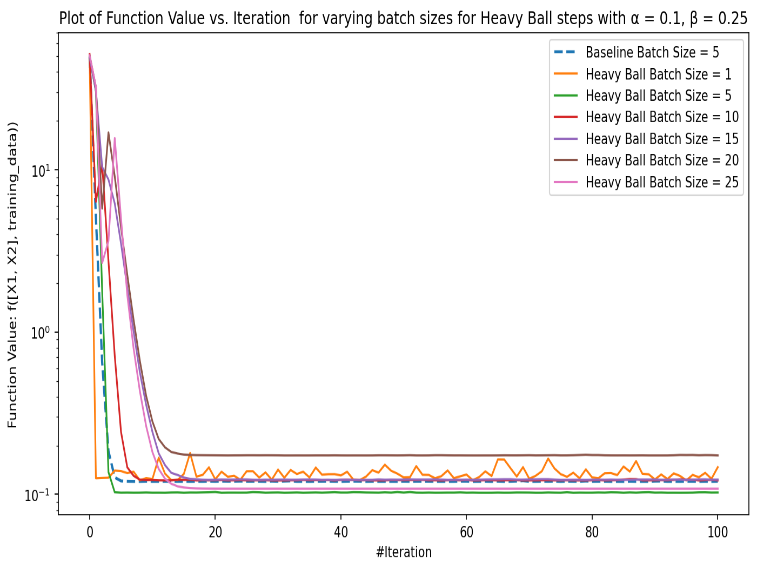 Plot of Function Value vs. Iteration  for varying batch sizes for Heavy Ball steps with α = 0.1, β = 0.25
Baseline Batch Size = 5
Heavy Ball Batch Size = 1
Heavy Ball Batch Size = 5
Heavy Ball Batch Size = 10
Heavy Ball Batch Size = 15
Heavy Ball Batch Size = 20
Heavy Ball Batch Size = 25
Function Value: f([X1, X2], training_data))
10¹
10⁰
10⁻¹
0 20 40 60 80 100
#Iteration